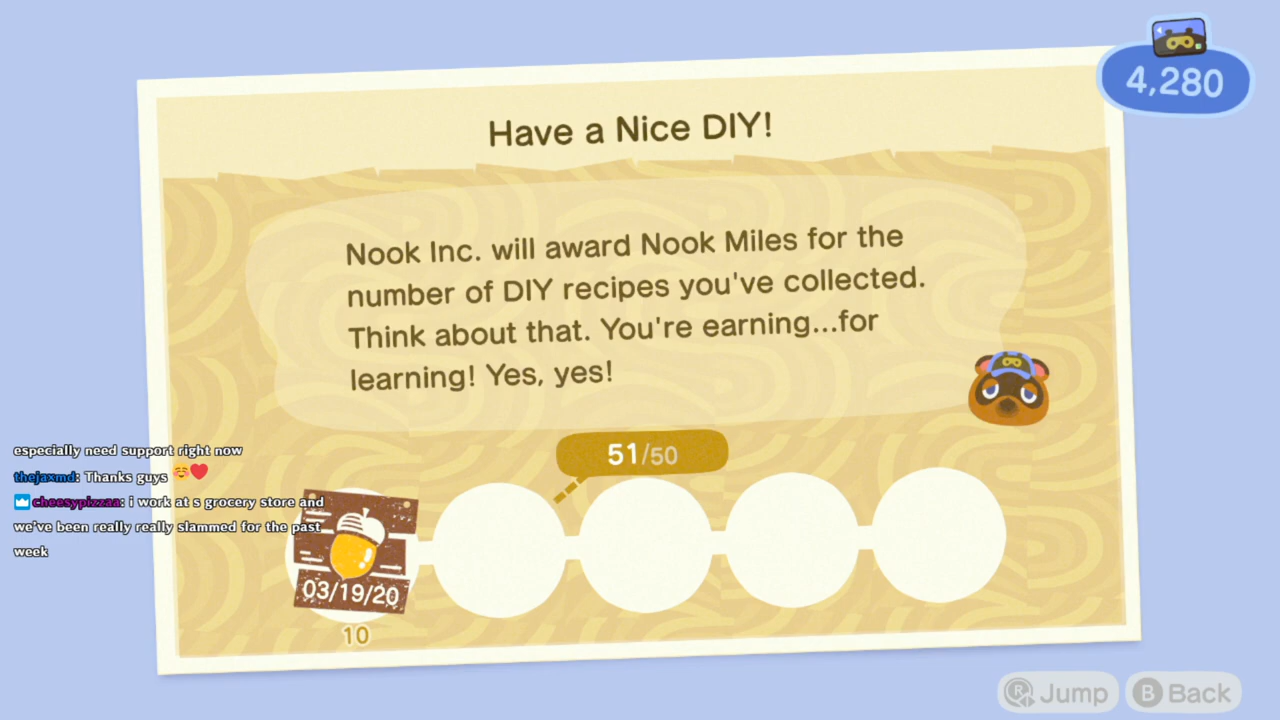 4,280
Have a Nice DIY!
Nook Inc. will award Nook Miles for the
number of DIY recipes you've collected.
Think about that. You're earning...for
learning! Yes, yes!
51/50
especially need support right now
thejaxmd: Thanks guys
cheesypizzaa: i work at s grocery store and
we've been really really slammed for the past
week
03/19/20
10
R Jump
B Back